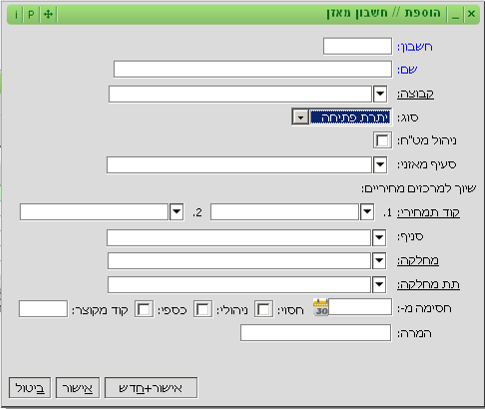 הוספת // חשבון מאזן
i P
חשבון:
שם:
קבוצה:
סוג: יתרת פתיחה
ניהול מט"ח:
סעיף מאזני:
שיוך למרכזים מחיריים:
קוד תמחירי: 1. 2.
סניף:
מחלקה:
תת מחלקה:
חסימה מ-: 30 חסוי: ניהולי: כספי: קוד מקוצר:
המרה:
אישור+חדש אישור ביטול